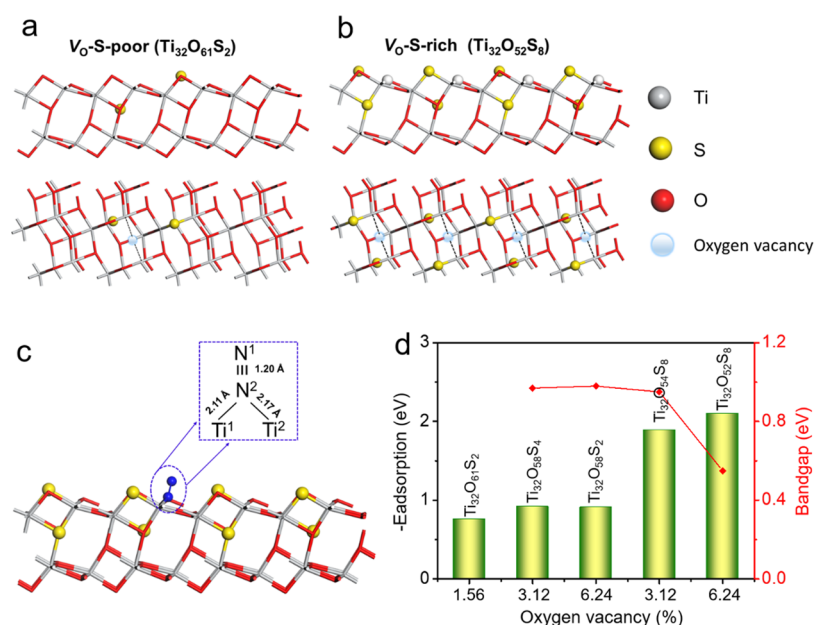 a
V_O-S-poor (Ti₃₂O₆₁S₂)
b
V_O-S-rich (Ti₃₂O₅₂S₈)
Ti
S
O
Oxygen vacancy
c
N¹
1.20 Å
N²
2.11 Å
2.17 Å
Ti¹
Ti²
d
-Eadsorption (eV)
3
2
1
0
Ti₃₂O₆₁S₂
Ti₃₂O₅₈S₄
Ti₃₂O₅₈S₂
Ti₃₂O₅₄S₈
Ti₃₂O₅₂S₈
1.2
0.8
0.4
0.0
Bandgap (eV)
1.56
3.12
6.24
3.12
6.24
Oxygen vacancy (%)